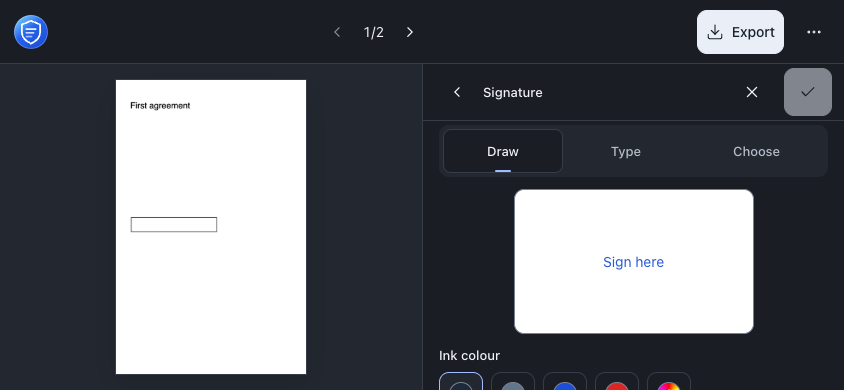 1/2
Export
First agreement
Signature
Draw
Type
Choose
Sign here
Ink colour